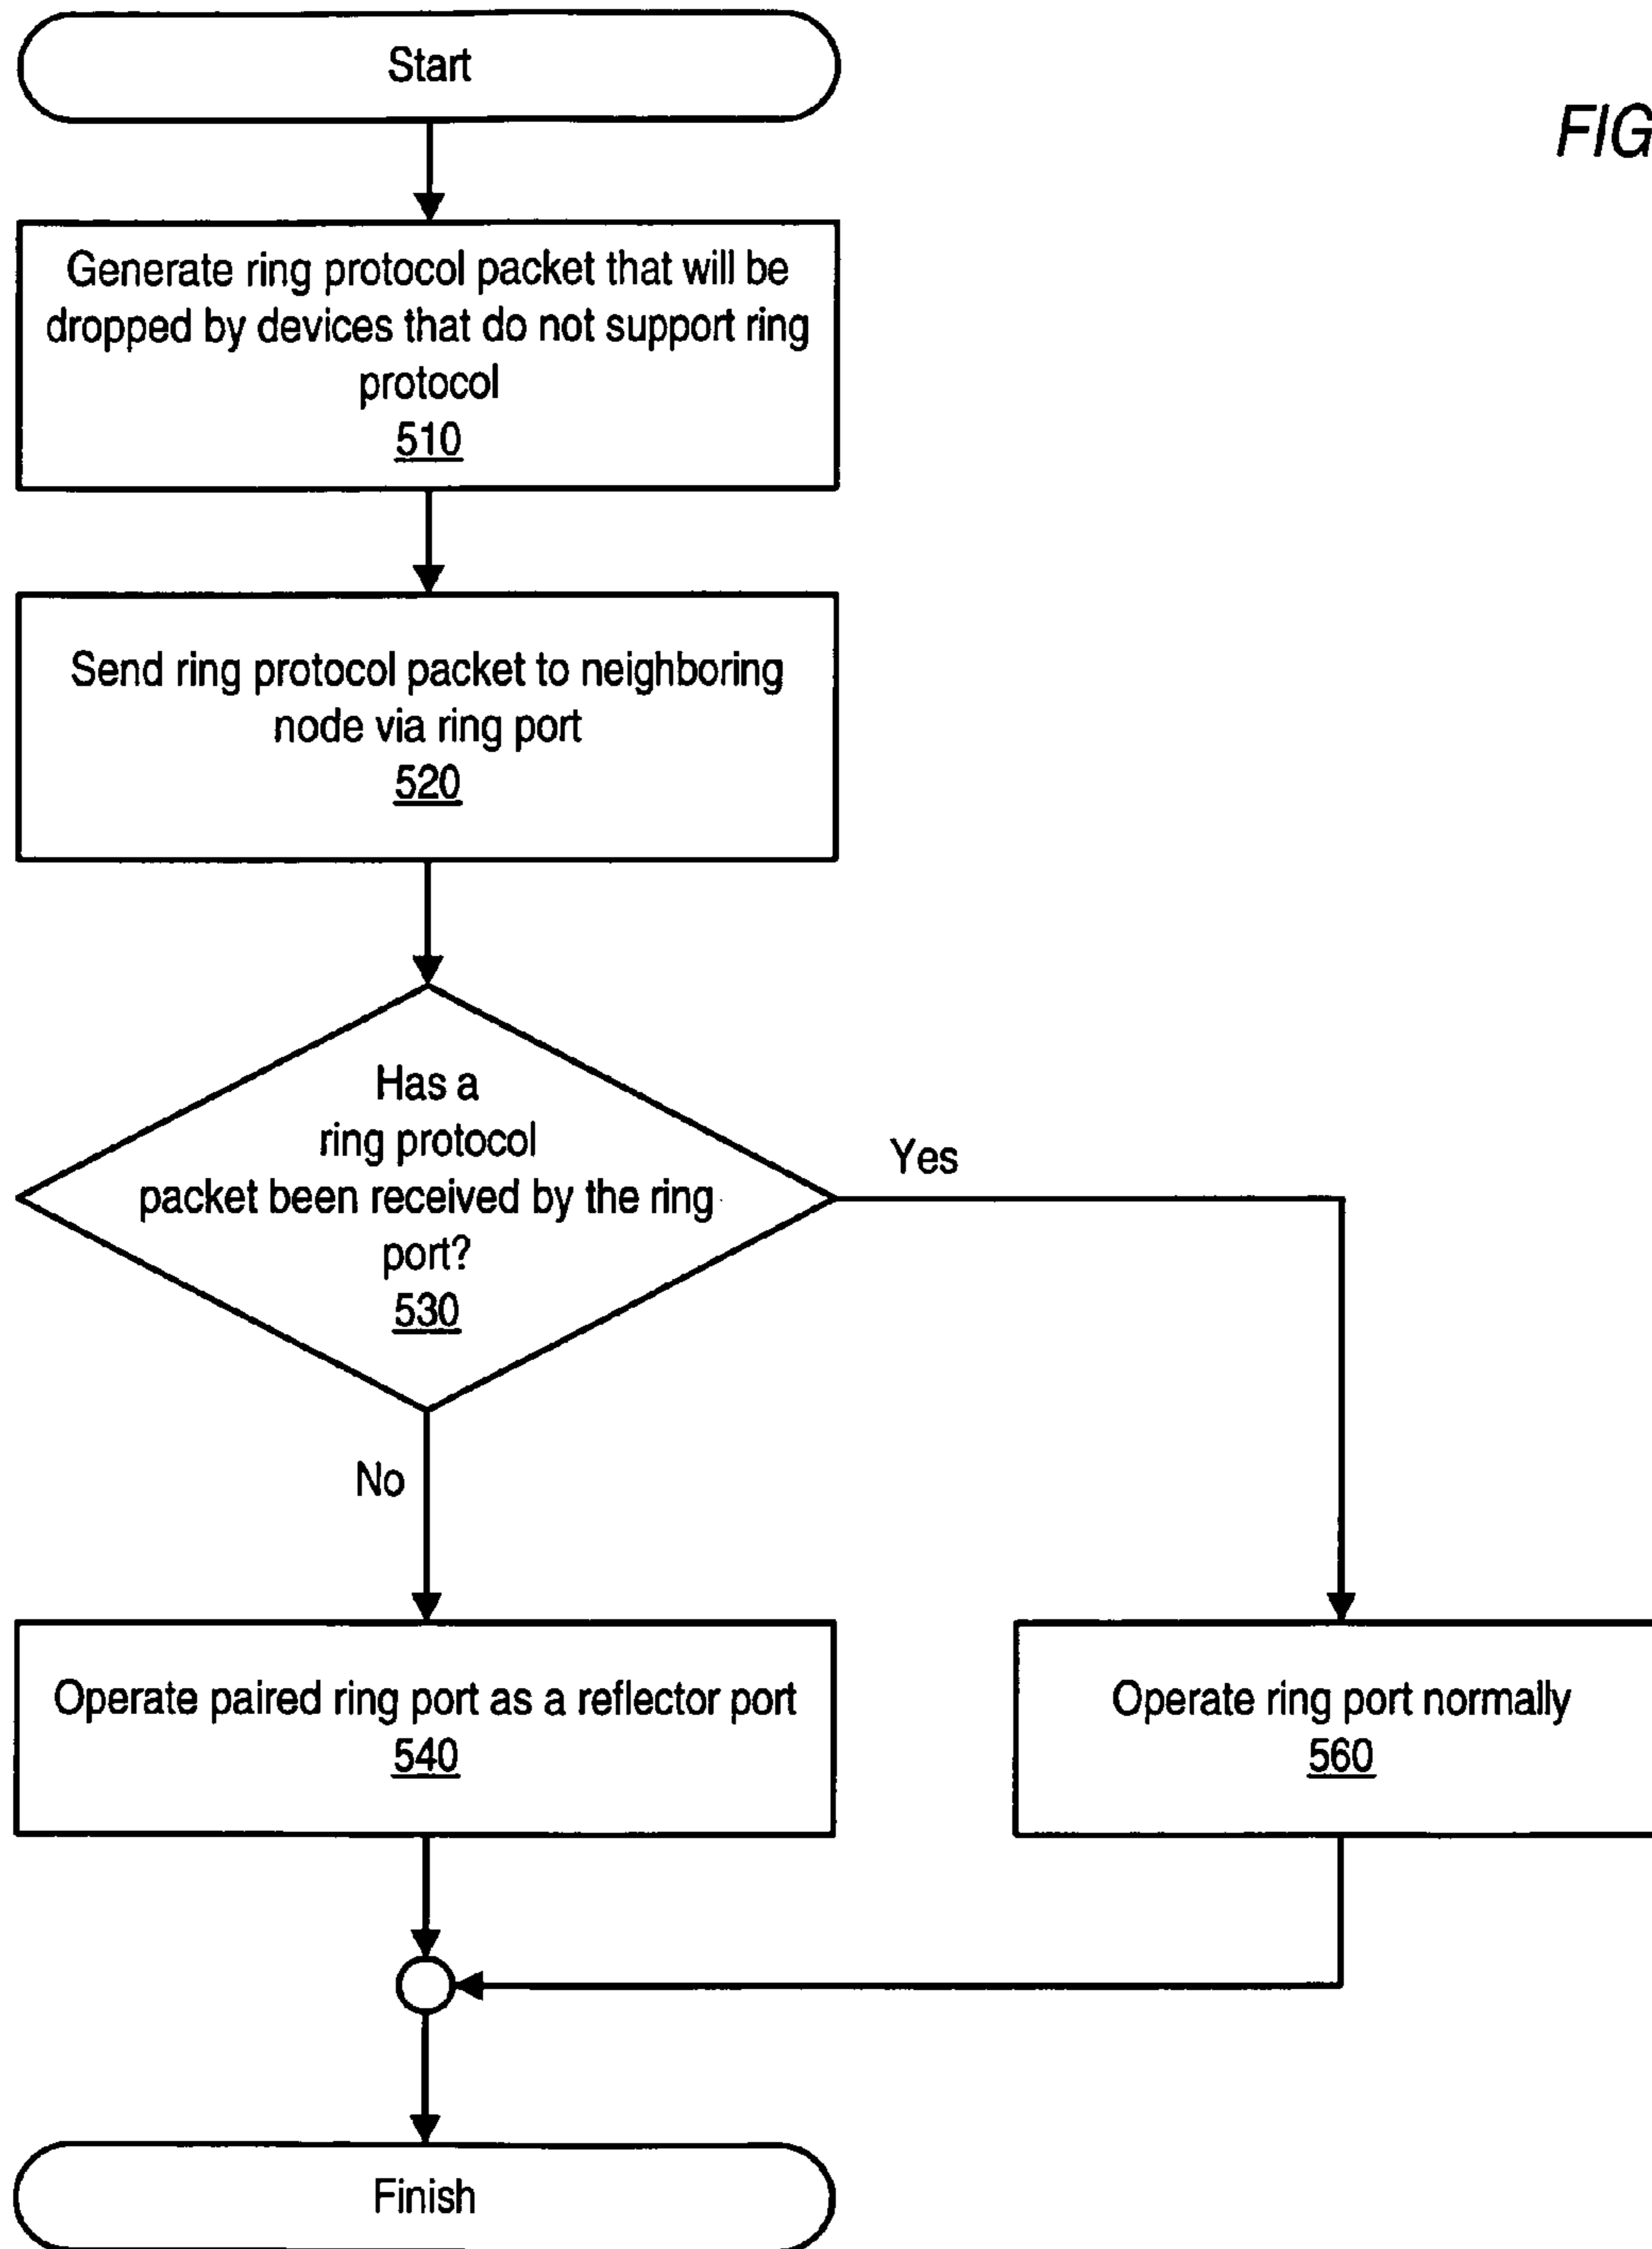 Start
FIG
Generate ring protocol packet that will be
dropped by devices that do not support ring
protocol
510
Send ring protocol packet to neighboring
node via ring port
520
Has a
ring protocol
packet been received by the ring
port?
530
Yes
No
Operate paired ring port as a reflector port
540
Operate ring port normally
560
Finish